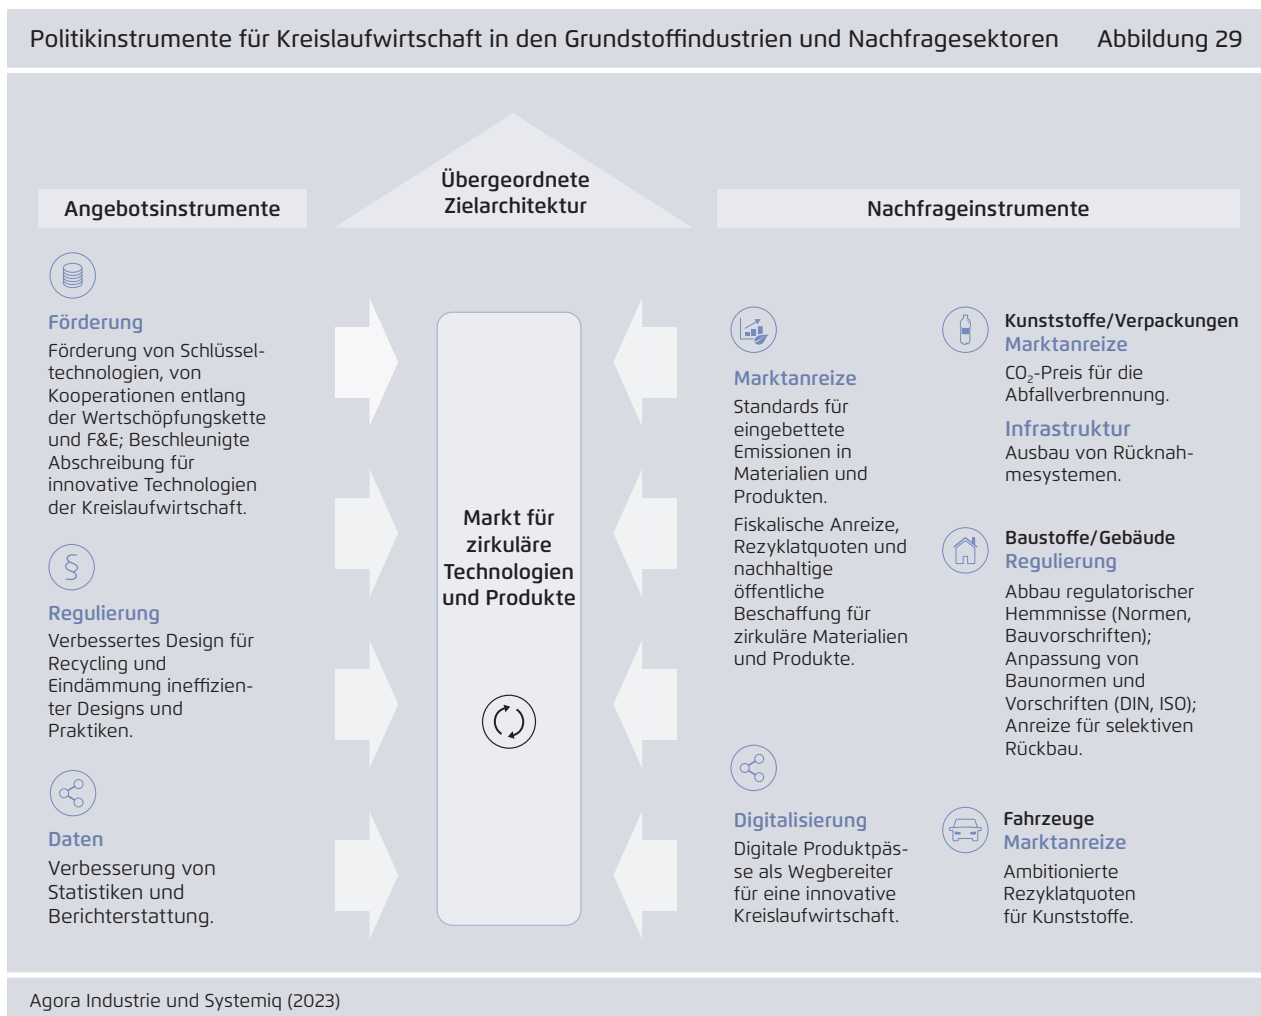 Politikinstrumente für Kreislaufwirtschaft in den Grundstoffindustrien und Nachfragesektoren Abbildung 29
Angebotsinstrumente
Förderung
Förderung von Schlüssel-
technologien, von
Kooperationen entlang
der Wertschöpfungskette
und F&E; Beschleunigte
Abschreibung für
innovative Technologien
der Kreislaufwirtschaft.
§
Regulierung
Verbessertes Design für
Recycling und
Eindämmung ineffizien-
ter Designs und
Praktiken.
Daten
Verbesserung von
Statistiken und
Berichterstattung.
Übergeordnete
Zielarchitektur
Markt für
zirkuläre
Technologien
und Produkte
Nachfrageinstrumente
Marktanreize
Standards für
eingebettete
Emissionen in
Materialien und
Produkten.
Fiskalische Anreize,
Rezyklatquoten und
nachhaltige
öffentliche
Beschaffung für
zirkuläre Materialien
und Produkte.
Digitalisierung
Digitale Produktpäs-
se als Wegbereiter
für eine innovative
Kreislaufwirtschaft.
Kunststoffe/Verpackungen
Marktanreize
CO₂-Preis für die
Abfallverbrennung.
Infrastruktur
Ausbau von Rücknah-
mesystemen.
Baustoffe/Gebäude
Regulierung
Abbau regulatorischer
Hemmnisse (Normen,
Bauvorschriften);
Anpassung von
Baunormen und
Vorschriften (DIN, ISO);
Anreize für selektiven
Rückbau.
Fahrzeuge
Marktanreize
Ambitionierte
Rezyklatquoten
für Kunststoffe.
Agora Industrie und Systemiq (2023)